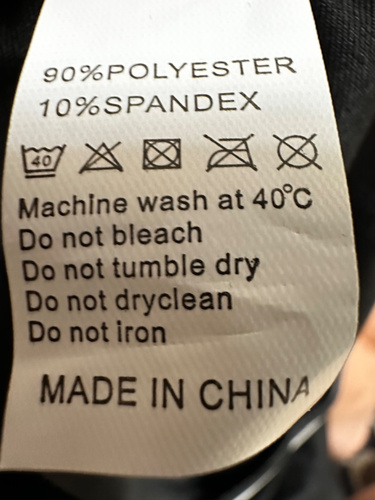 90%POLYESTER
10%SPANDEX
40
Machine wash at 40°C
Do not bleach
Do not tumble dry
Do not dryclean
Do not iron
MADE IN CHINA